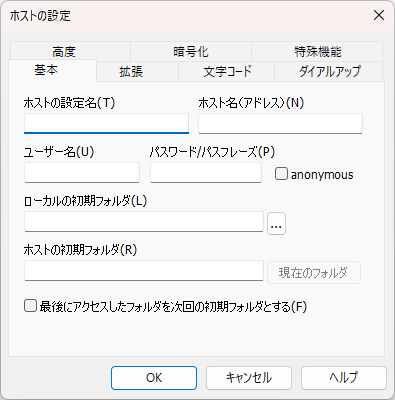 ホストの設定
高度 暗号化 特殊機能
基本 拡張 文字コード ダイアルアップ
ホストの設定名(T) ホスト名(アドレス)(N)
ユーザー名(U) パスワード/パスフレーズ(P)
anonymous
ローカルの初期フォルダ(L)
...
ホストの初期フォルダ(R)
現在のフォルダ
最後にアクセスしたフォルダを次回の初期フォルダとする(F)
OK キャンセル ヘルプ